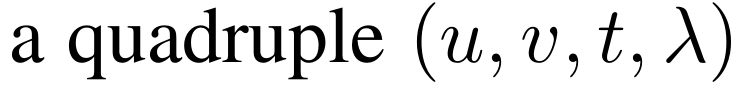 a quadruple (u, v, t, λ)